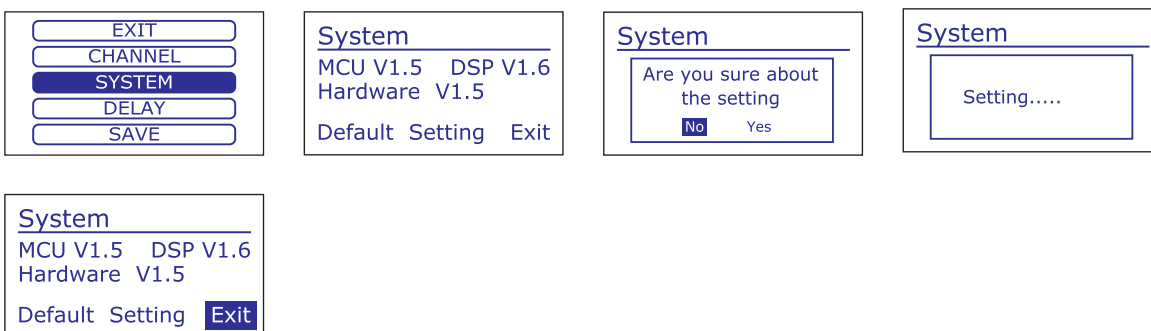 EXIT
CHANNEL
SYSTEM
DELAY
SAVE
System
MCU V1.5 DSP V1.6
Hardware V1.5
Default Setting Exit
System
Are you sure about
the setting
No Yes
System
Setting.....
System
MCU V1.5 DSP V1.6
Hardware V1.5
Default Setting Exit